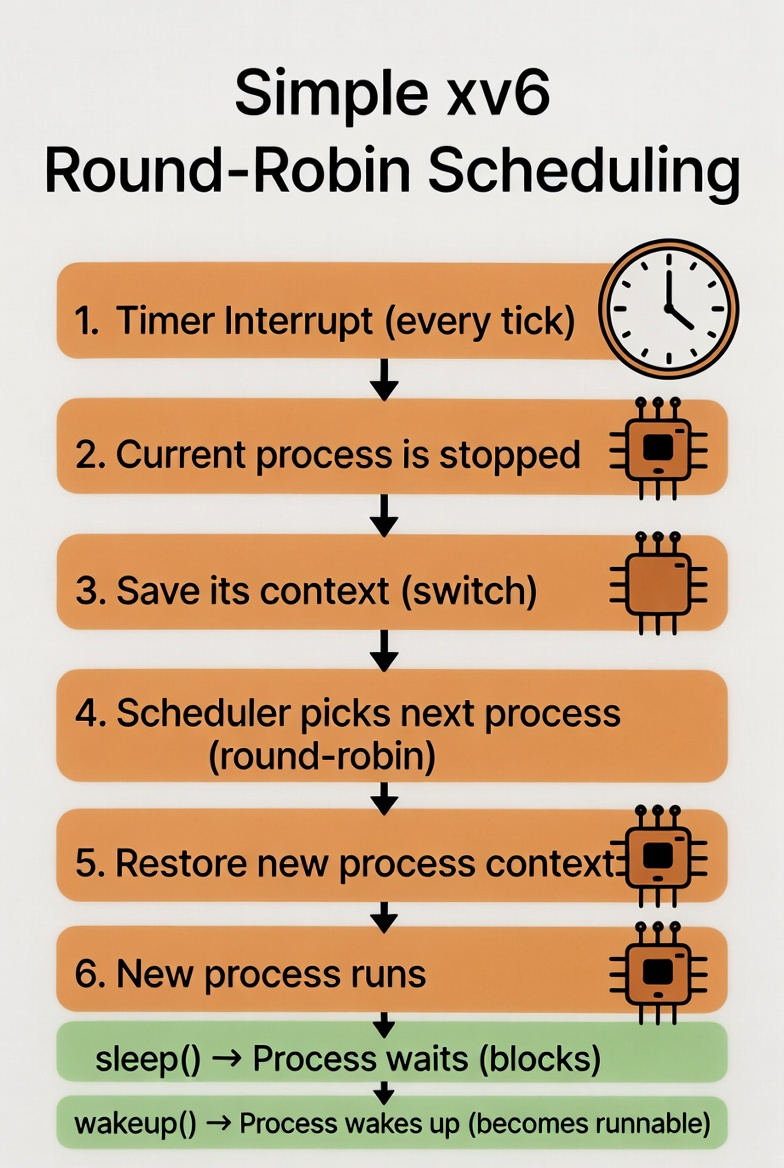 Simple xv6
Round-Robin Scheduling
1. Timer Interrupt (every tick)
2. Current process is stopped
3. Save its context (switch)
4. Scheduler picks next process
(round-robin)
5. Restore new process context
6. New process runs
sleep() → Process waits (blocks)
wakeup() → Process wakes up (becomes runnable)